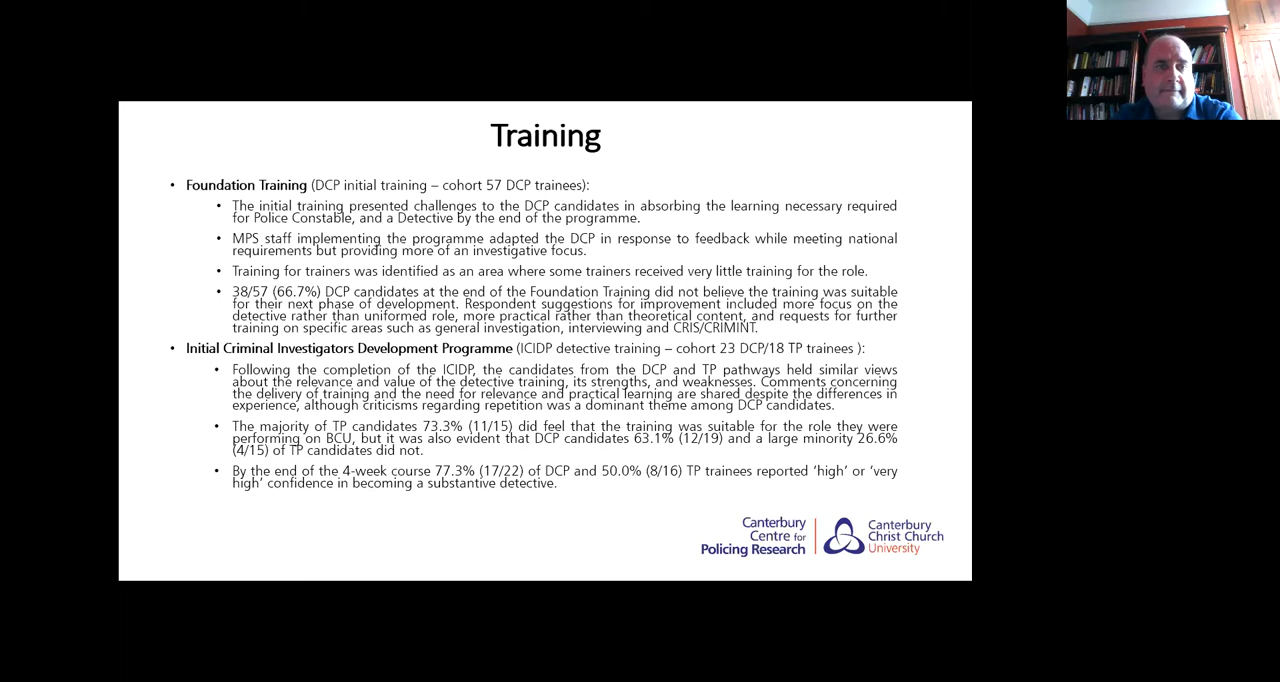 Training
• Foundation Training (DCP initial training – cohort 57 DCP trainees):
• The initial training presented challenges to the DCP candidates in absorbing the learning necessary required
for Police Constable, and a Detective by the end of the programme.
• MPS staff implementing the programme adapted the DCP in response to feedback while meeting national
requirements but providing more of an investigative focus.
• Training for trainers was identified as an area where some trainers received very little training for the role.
• 38/57 (66.7%) DCP candidates at the end of the Foundation Training did not believe the training was suitable
for their next phase of development. Respondent suggestions for improvement included more focus on the
detective rather than uniformed role, more practical rather than theoretical content, and requests for further
training on specific areas such as general investigation, interviewing and CRIS/CRIMINT.
• Initial Criminal Investigators Development Programme (ICIDP detective training – cohort 23 DCP/18 TP trainees ):
• Following the completion of the ICIDP, the candidates from the DCP and TP pathways held similar views
about the relevance and value of the detective training, its strengths, and weaknesses. Comments concerning
the delivery of training and the need for relevance and practical learning are shared despite the differences in
experience, although criticisms regarding repetition was a dominant theme among DCP candidates.
• The majority of TP candidates 73.3% (11/15) did feel that the training was suitable for the role they were
performing on BCU, but it was also evident that DCP candidates 63.1% (12/19) and a large minority 26.6%
(4/15) of TP candidates did not.
• By the end of the 4-week course 77.3% (17/22) of DCP and 50.0% (8/16) TP trainees reported ‘high’ or ‘very
high’ confidence in becoming a substantive detective.
Canterbury
Centre for
Policing Research
Canterbury
Christ Church
University